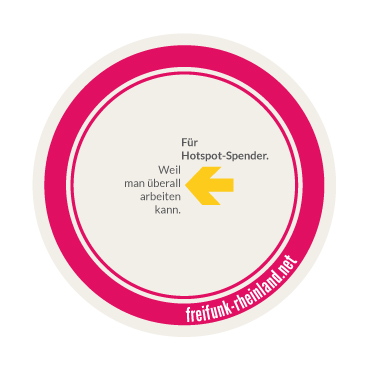 Für
Hotspot-Spender.
Weil
man überall
arbeiten
kann.
freifunk-rheinland.net